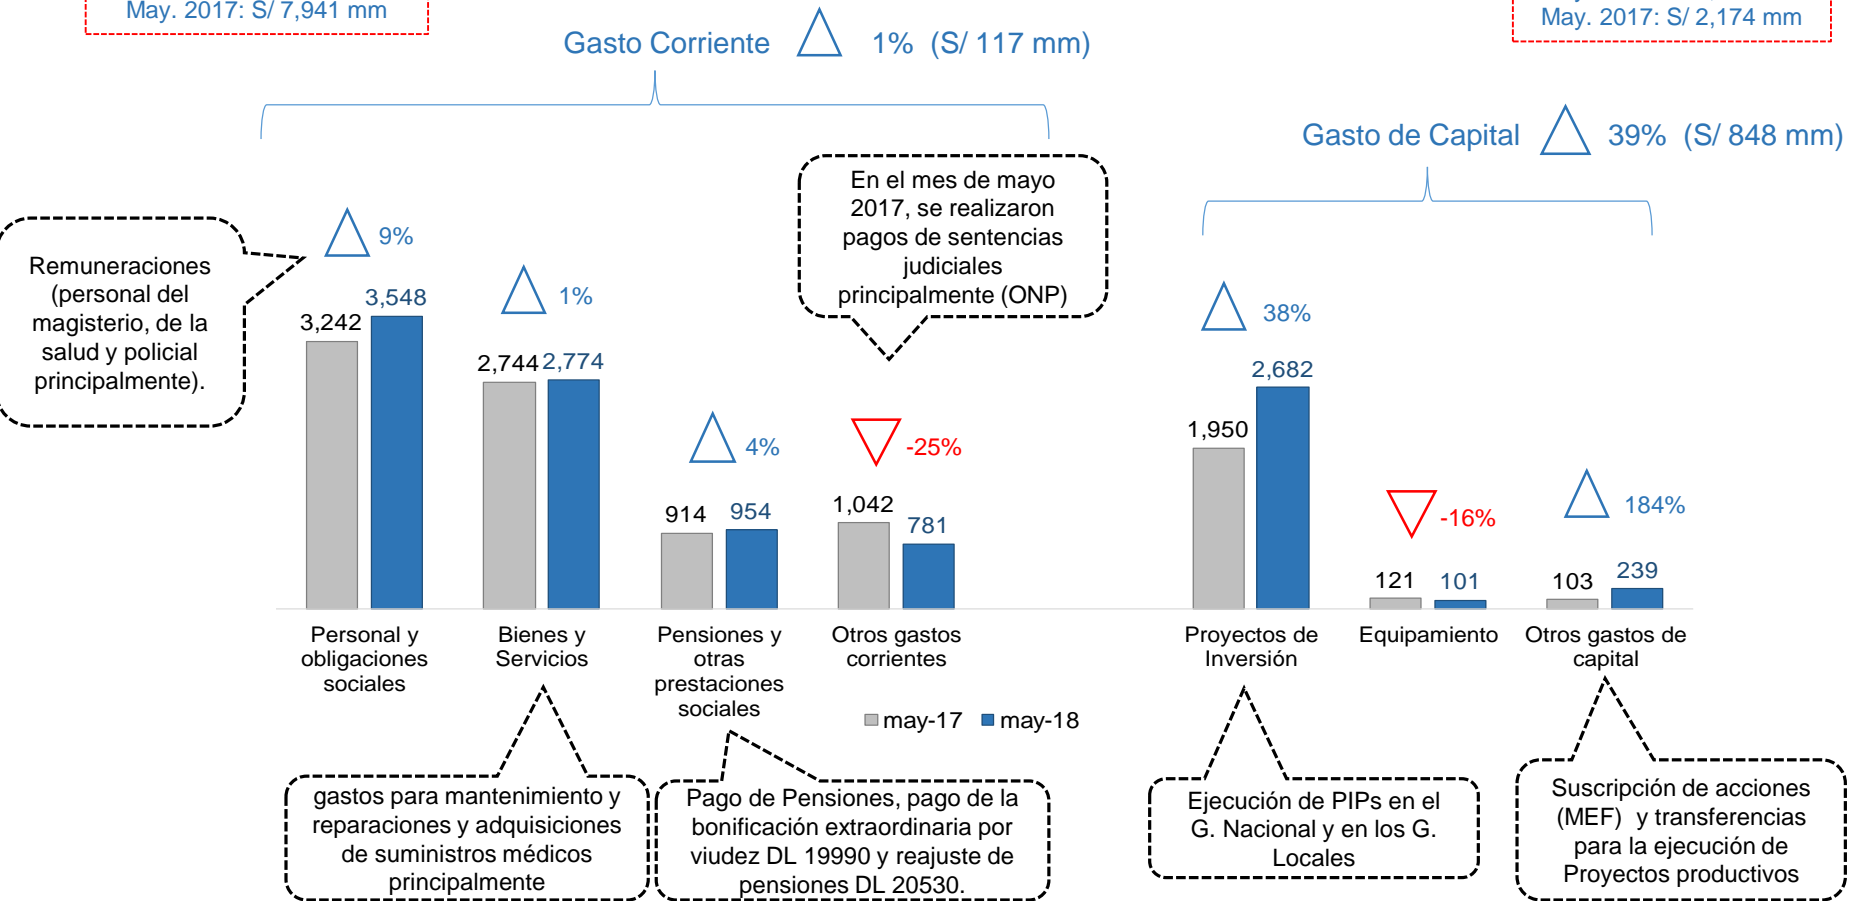 May. 2017: S/ 7,941 mm
May. 2017: S/ 2,174 mm
Gasto Corriente 1% (S/ 117 mm)
Gasto de Capital 39% (S/ 848 mm)
En el mes de mayo
2017, se realizaron
pagos de sentencias
judiciales
principalmente (ONP)
Remuneraciones
(personal del
magisterio, de la
salud y policial
principalmente).
9%
3,242
3,548
1%
2,744
2,774
4%
914
954
-25%
1,042
781
38%
1,950
2,682
-16%
121
101
184%
103
239
Personal y
obligaciones
sociales
Bienes y
Servicios
Pensiones y
otras
prestaciones
sociales
Otros gastos
corrientes
Proyectos de
Inversión
Equipamiento
Otros gastos de
capital
may-17
may-18
gastos para mantenimiento y
reparaciones y adquisiciones
de suministros médicos
principalmente
Pago de Pensiones, pago de la
bonificación extraordinaria por
viudez DL 19990 y reajuste de
pensiones DL 20530.
Ejecución de PIPs en el
G. Nacional y en los G.
Locales
Suscripción de acciones
(MEF) y transferencias
para la ejecución de
Proyectos productivos